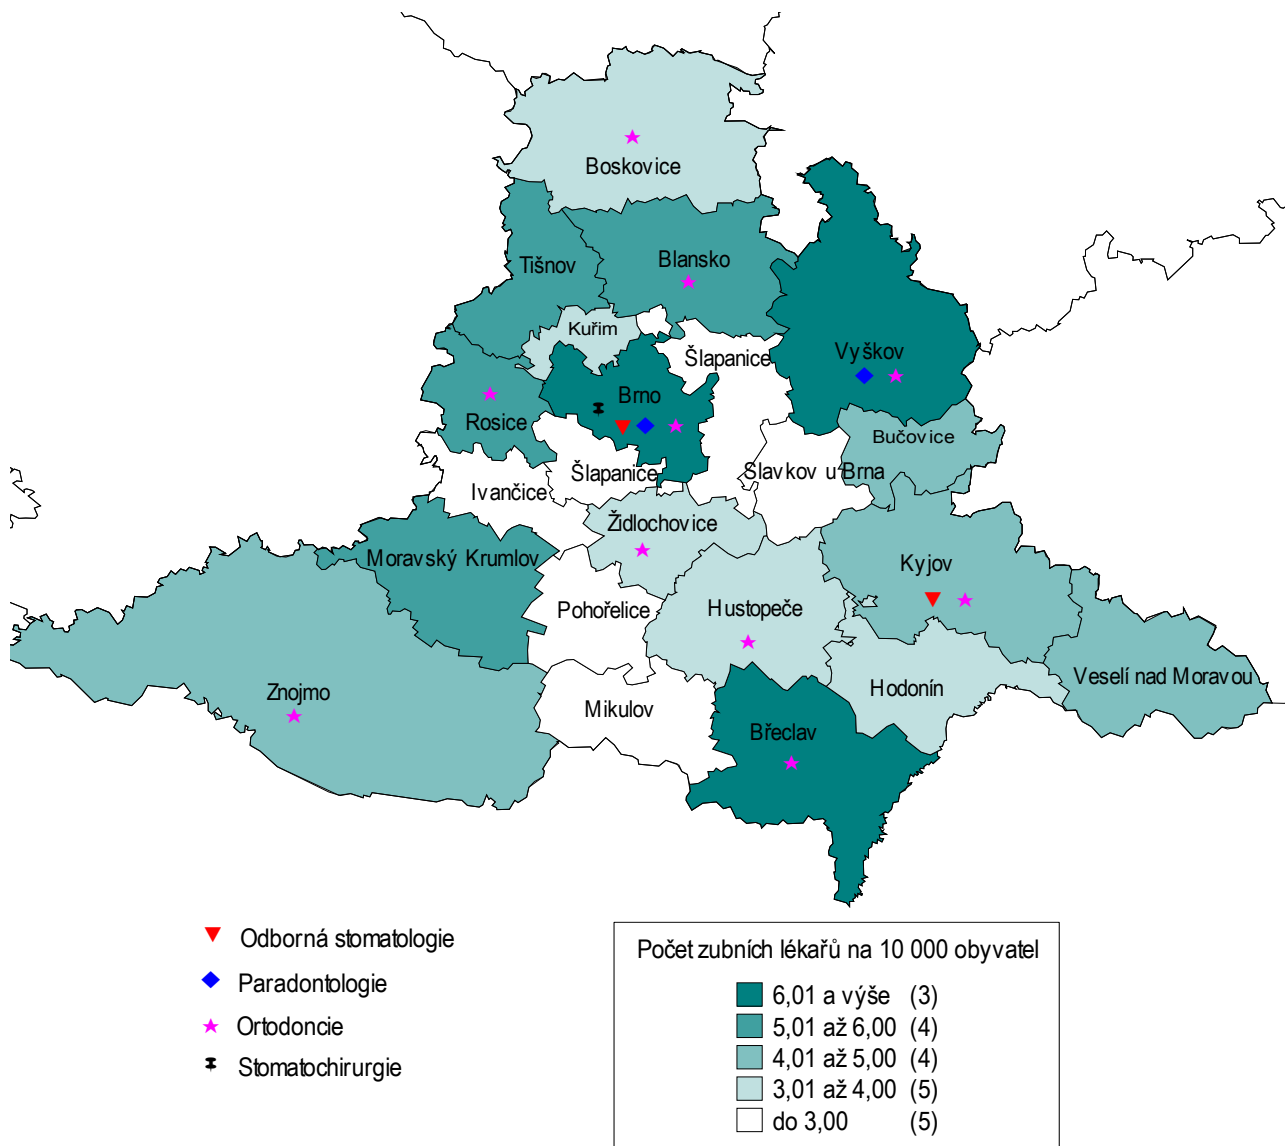 Boskovice
Tišnov
Blansko
Kuřim
Šlapanice
Vyškov
Brno
Rosice
Bučovice
Šlapanice
Slavkov u Brna
Ivančice
Židlochovice
Moravský Krumlov
Kyjov
Pohořelice
Hustopeče
Veselí nad Moravou
Hodonín
Znojmo
Mikulov
Břeclav
Odborná stomatologie
Paradontologie
Ortodoncie
Stomatochirurgie
Počet zubních lékařů na 10 000 obyvatel
6,01 a výše (3)
5,01 až 6,00 (4)
4,01 až 5,00 (4)
3,01 až 4,00 (5)
do 3,00 (5)